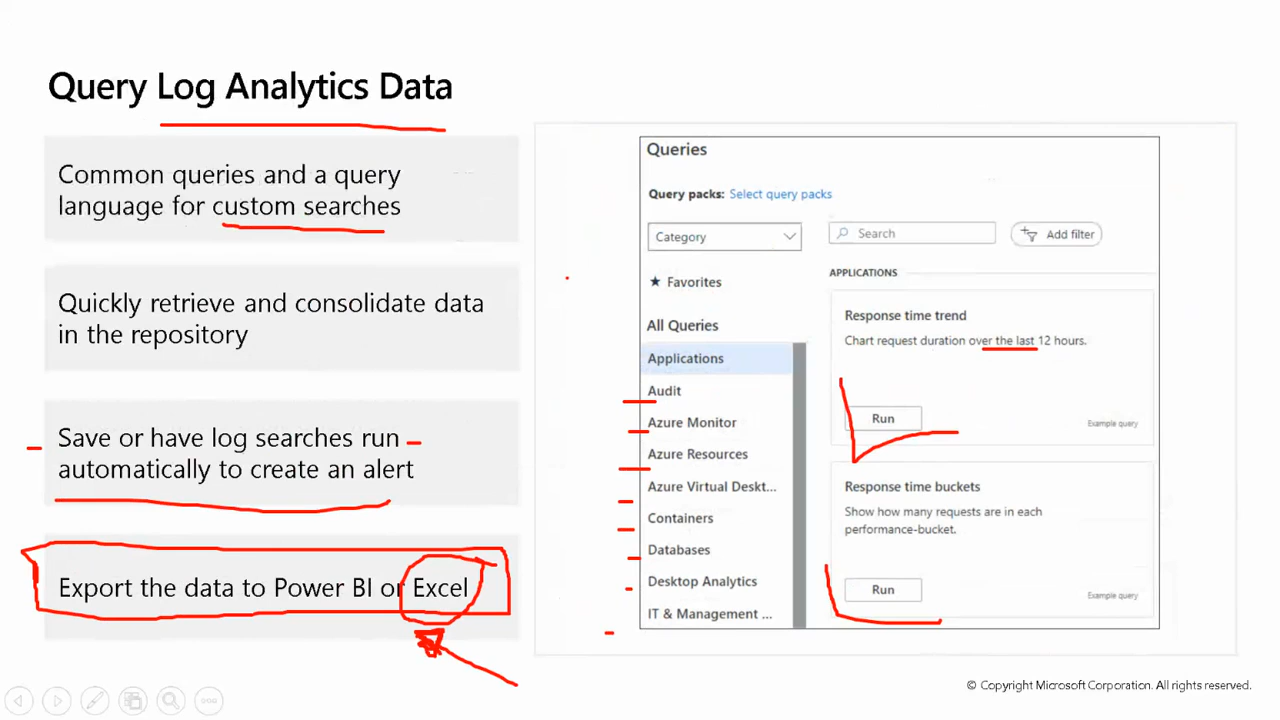 Query Log Analytics Data
Common queries and a query
language for custom searches
Quickly retrieve and consolidate data
in the repository
Save or have log searches run
automatically to create an alert
Export the data to Power BI or Excel
Queries
Query packs: Select query packs
Category
Search
Add filter
Favorites
All Queries
Applications
Audit
Azure Monitor
Azure Resources
Azure Virtual Deskt...
Containers
Databases
Desktop Analytics
IT & Management ...
APPLICATIONS
Response time trend
Chart request duration over the last 12 hours.
Run
Example query
Response time buckets
Show how many requests are in each
performance-bucket.
Run
Example query
© Copyright Microsoft Corporation. All rights reserved.